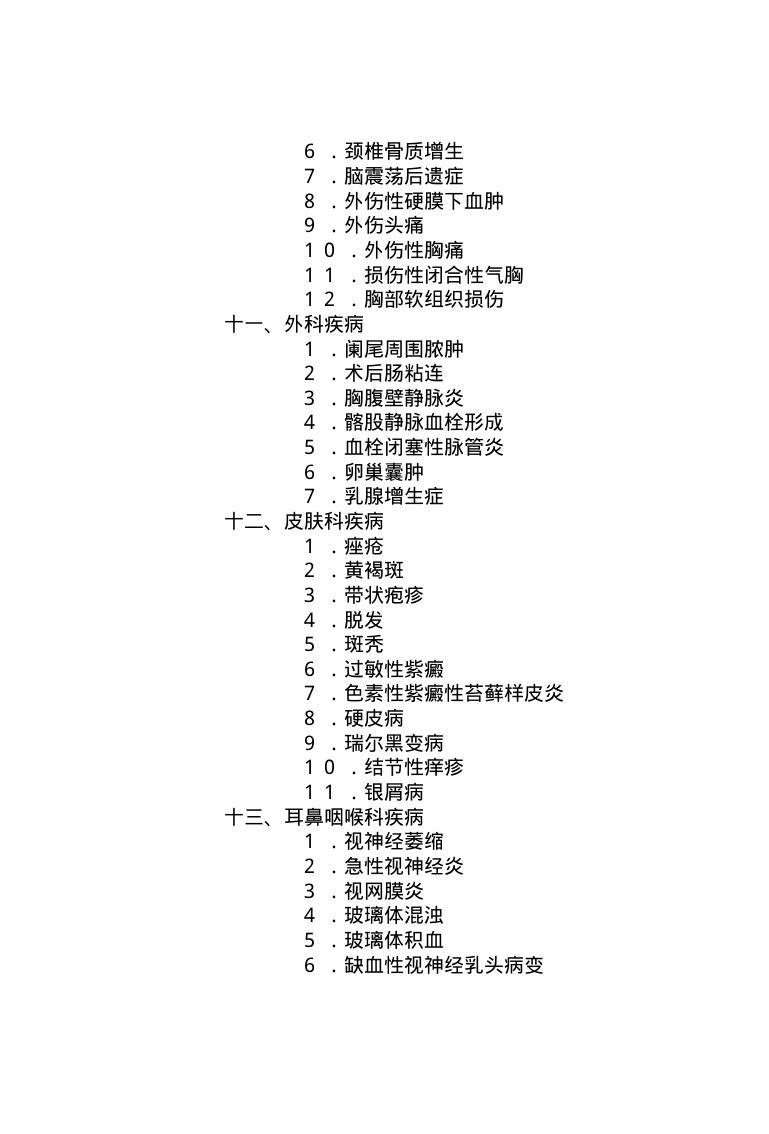 6 .颈椎骨质增生
7 .脑震荡后遗症
8 .外伤性硬膜下血肿
9 .外伤头痛
10 .外伤性胸痛
11 .损伤性闭合性气胸
12 .胸部软组织损伤
十一、外科疾病
1 .阑尾周围脓肿
2 .术后肠粘连
3 .胸腹壁静脉炎
4 .髂股静脉血栓形成
5 .血栓闭塞性脉管炎
6 .卵巢囊肿
7 .乳腺增生症
十二、皮肤科疾病
1 .痤疮
2 .黄褐斑
3 .带状疱疹
4 .脱发
5 .斑秃
6 .过敏性紫癜
7 .色素性紫癜性苔藓样皮炎
8 .硬皮病
9 .瑞尔黑变病
10 .结节性痒疹
11 .银屑病
十三、耳鼻咽喉科疾病
1 .视神经萎缩
2 .急性视神经炎
3 .视网膜炎
4 .玻璃体混浊
5 .玻璃体积血
6 .缺血性视神经乳头病变